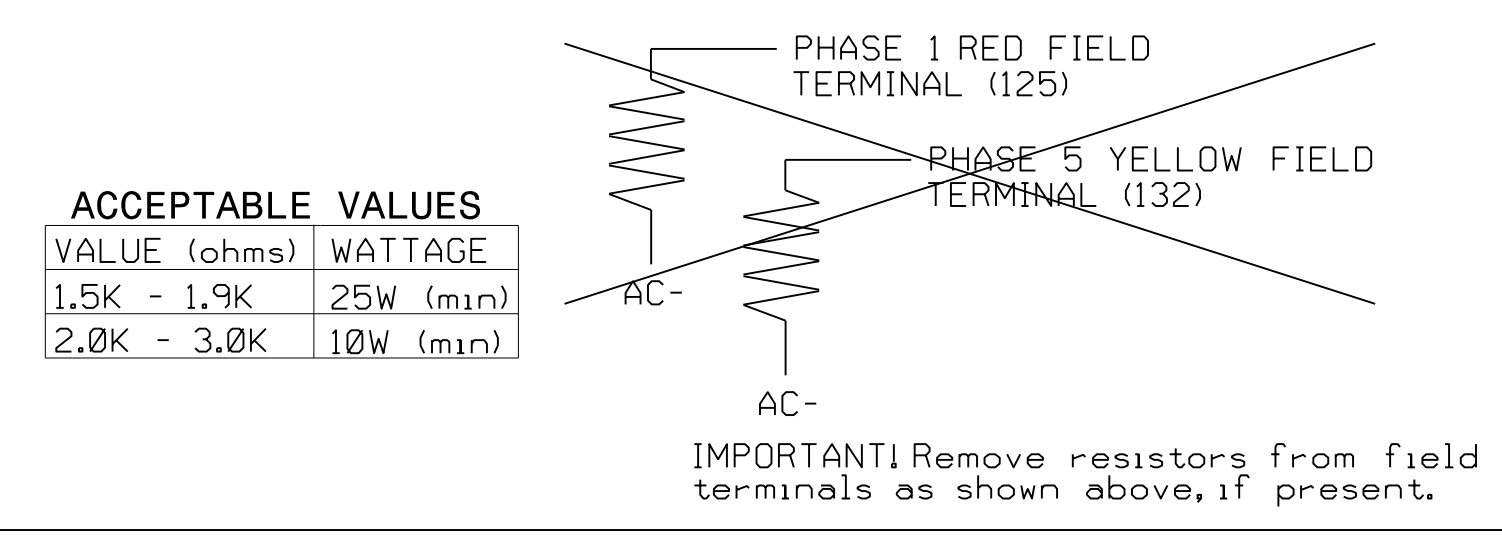 PHASE 1 RED FIELD
TERMINAL (125)
PHASE 5 YELLOW FIELD
TERMINAL (132)
ACCEPTABLE VALUES
VALUE (ohms) WATTAGE
1.5K - 1.9K 25W (min)
2.0K - 3.0K 10W (min)
AC-
AC-
IMPORTANT! Remove resistors from field
terminals as shown above, if present.